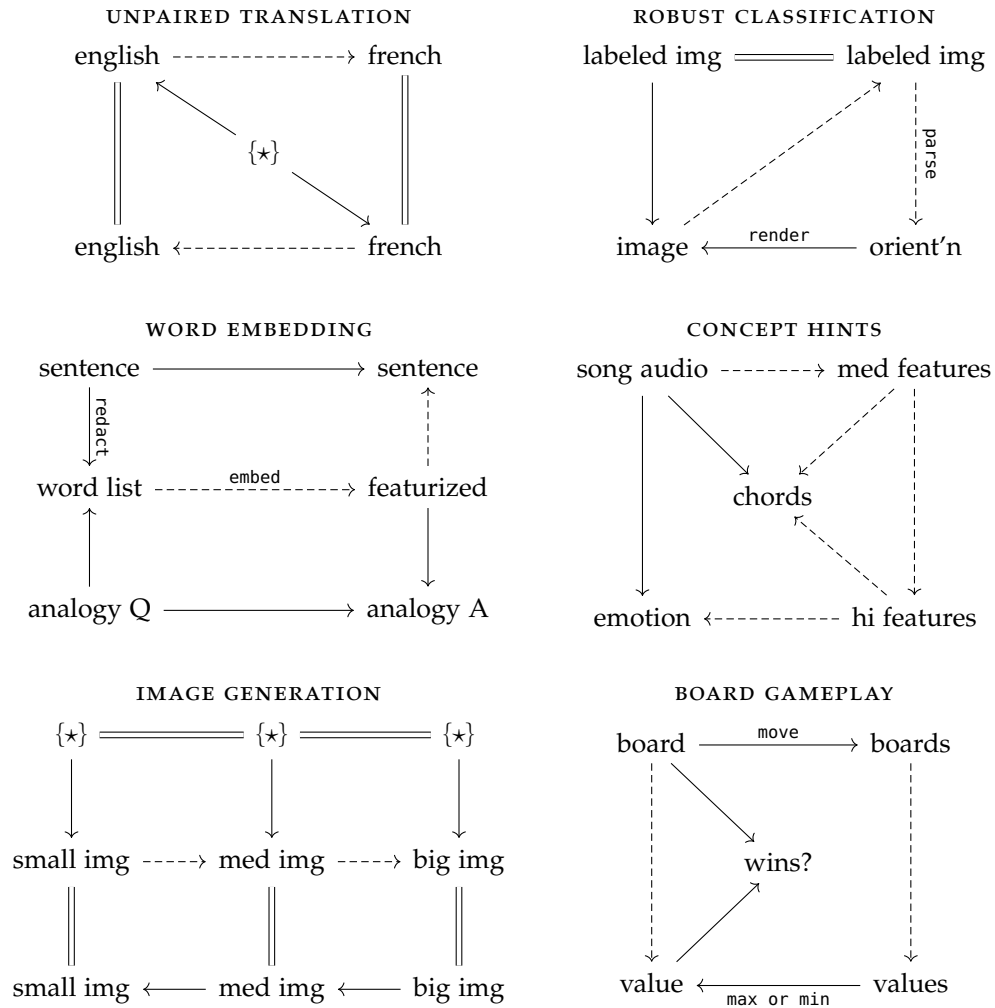 UNPAIRED TRANSLATION
english french
{⋆}
english french
ROBUST CLASSIFICATION
labeled img labeled img
parse
image render orient'n
WORD EMBEDDING
sentence sentence
redact
word list embed featurized
analogy Q analogy A
CONCEPT HINTS
song audio med features
chords
emotion hi features
IMAGE GENERATION
{⋆} {⋆} {⋆}
small img med img big img
small img med img big img
BOARD GAMEPLAY
board move boards
wins?
value values
max or min